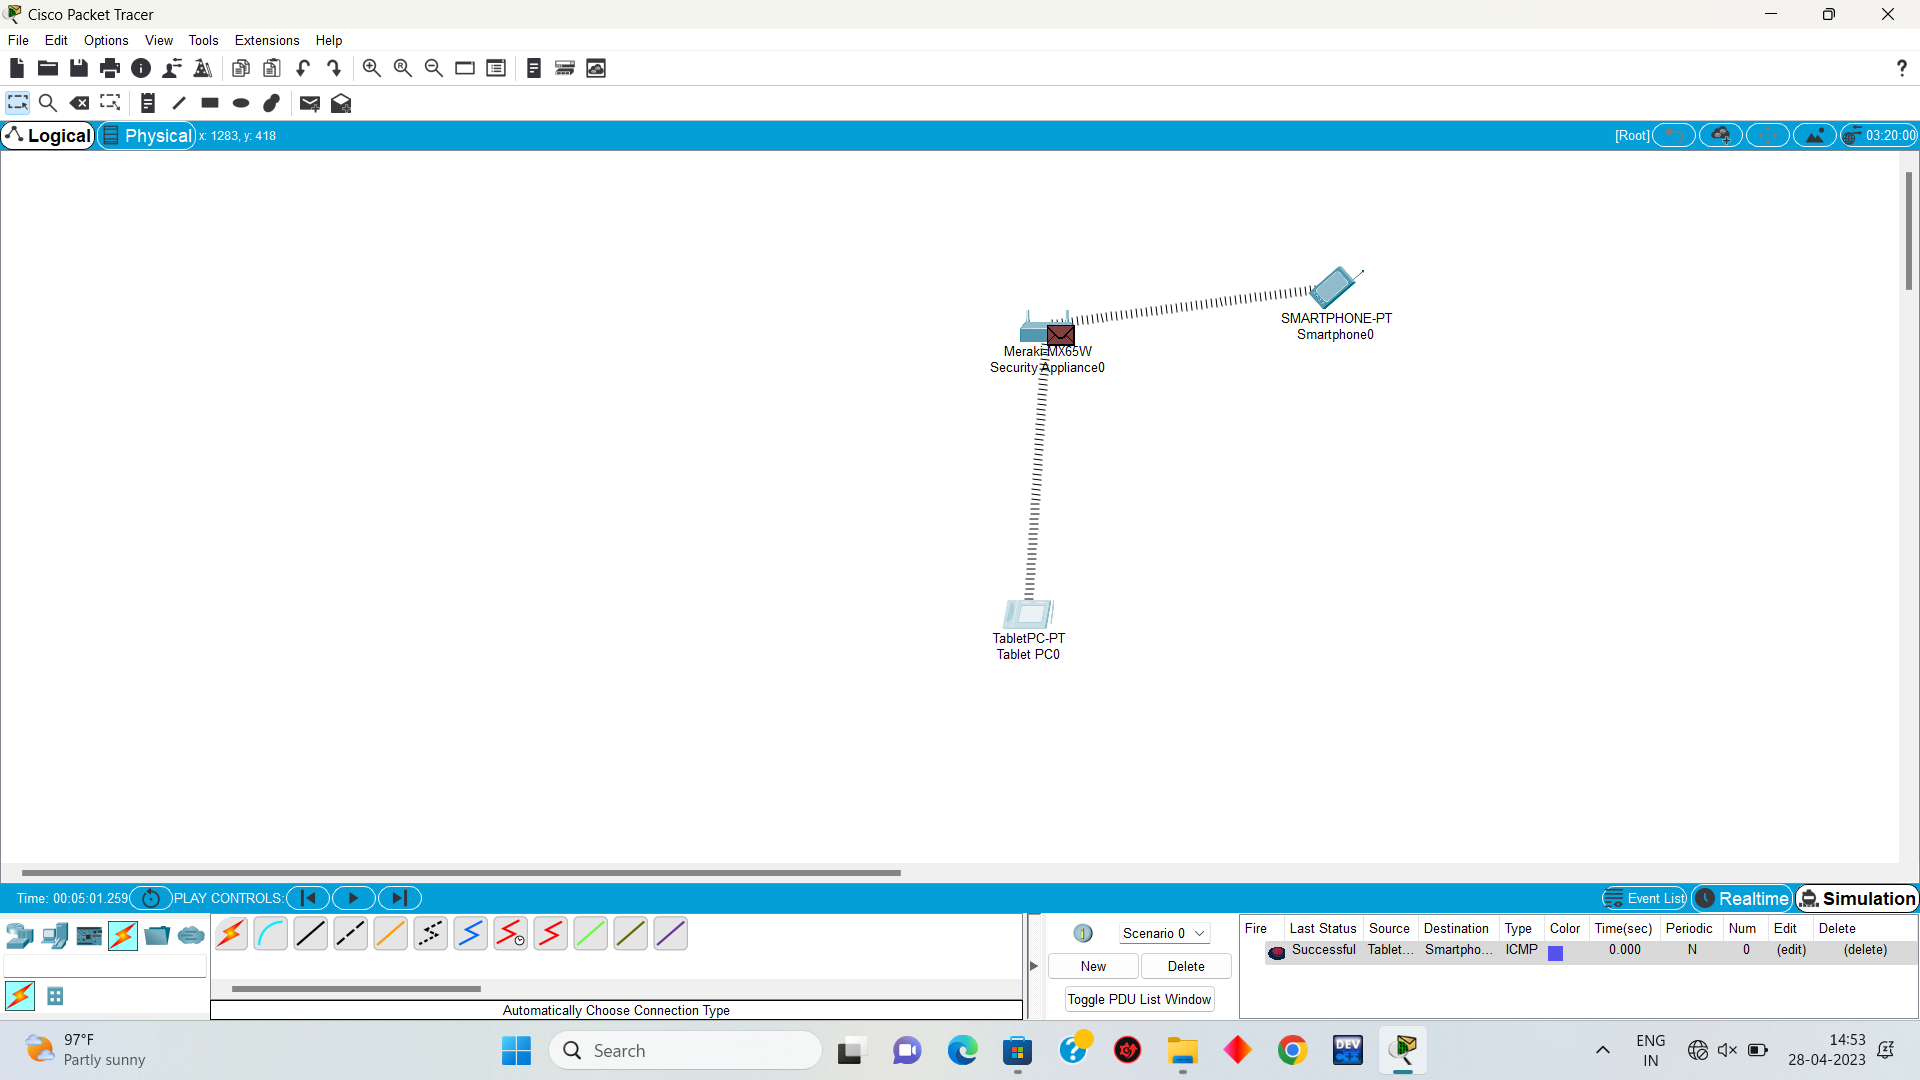 Cisco Packet Tracer
File Edit Options View Tools Extensions Help
?
Logical Physical x: 1283, y: 418 [Root] 03:20:00
SMARTPHONE-PT
Smartphone0
Meraki-MX65W
Security Appliance0
TabletPC-PT
Tablet PC0
Time: 00:05:01.259 PLAY CONTROLS: Event List Realtime Simulation
Scenario 0
New Delete
Toggle PDU List Window
Fire Last Status Source Destination Type Color Time(sec) Periodic Num Edit Delete
Successful Tablet... Smartpho... ICMP 0.000 N 0 (edit) (delete)
Automatically Choose Connection Type
97°F
Partly sunny
Search
DEV
C++
ENG
IN
14:53
28-04-2023